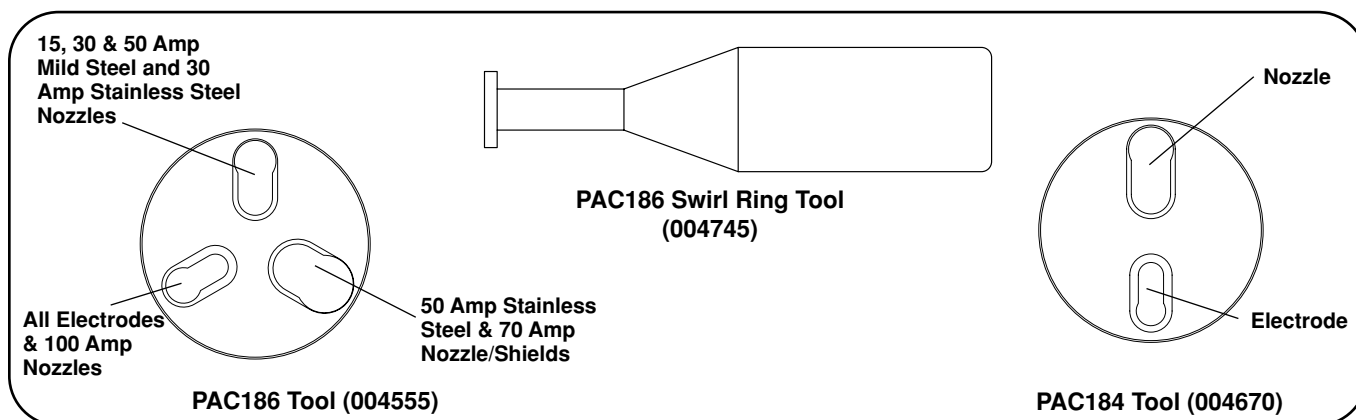 15, 30 & 50 Amp
Mild Steel and 30
Amp Stainless Steel
Nozzles
All Electrodes
& 100 Amp
Nozzles
50 Amp Stainless
Steel & 70 Amp
Nozzle/Shields
PAC186 Tool (004555)
PAC186 Swirl Ring Tool
(004745)
Nozzle
Electrode
PAC184 Tool (004670)